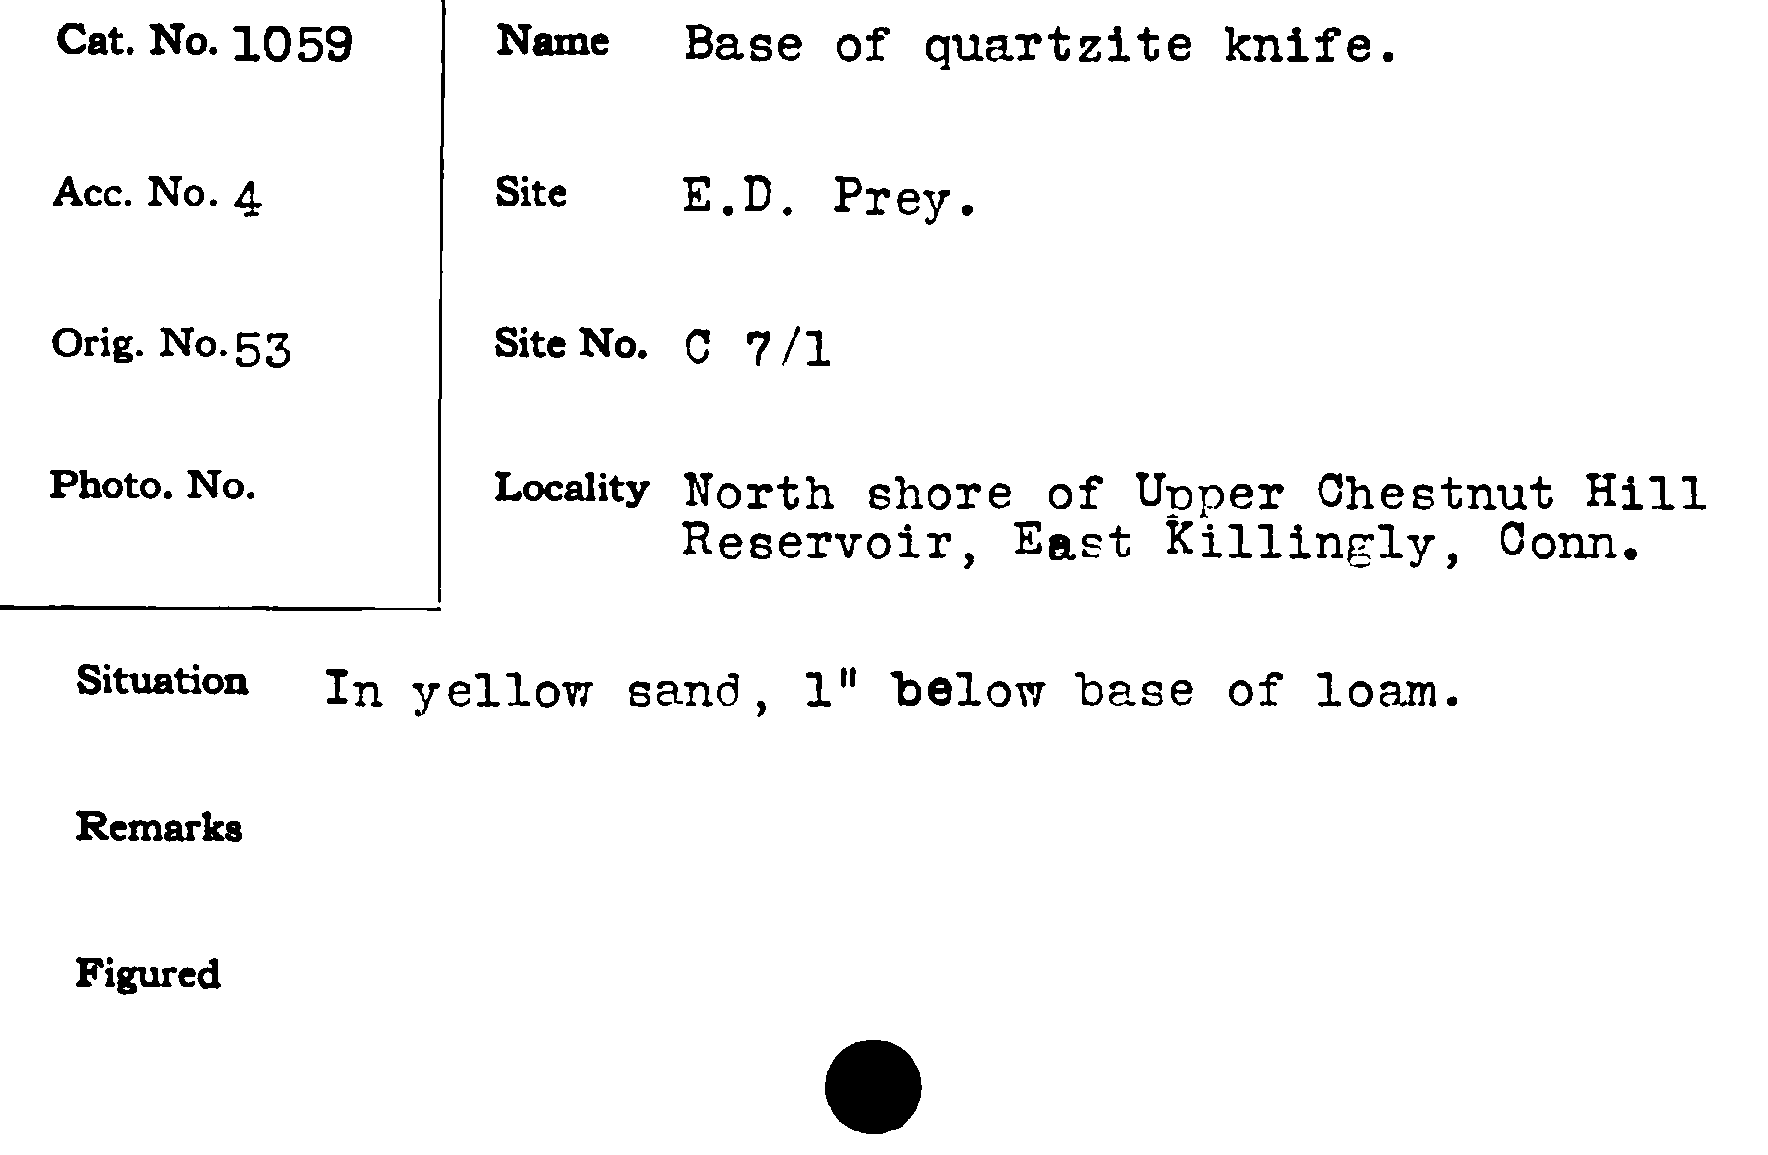 Cat. No. 1059
Name Base of quartzite knife.
Acc. No. 4
Site E.D. Prey.
Orig. No. 53
Site No. C 7/1
Photo. No.
Locality North shore of Upper Chestnut Hill
Reservoir, East Killingly, Conn.
Situation In yellow sand, 1" below base of loam.
Remarks
Figured